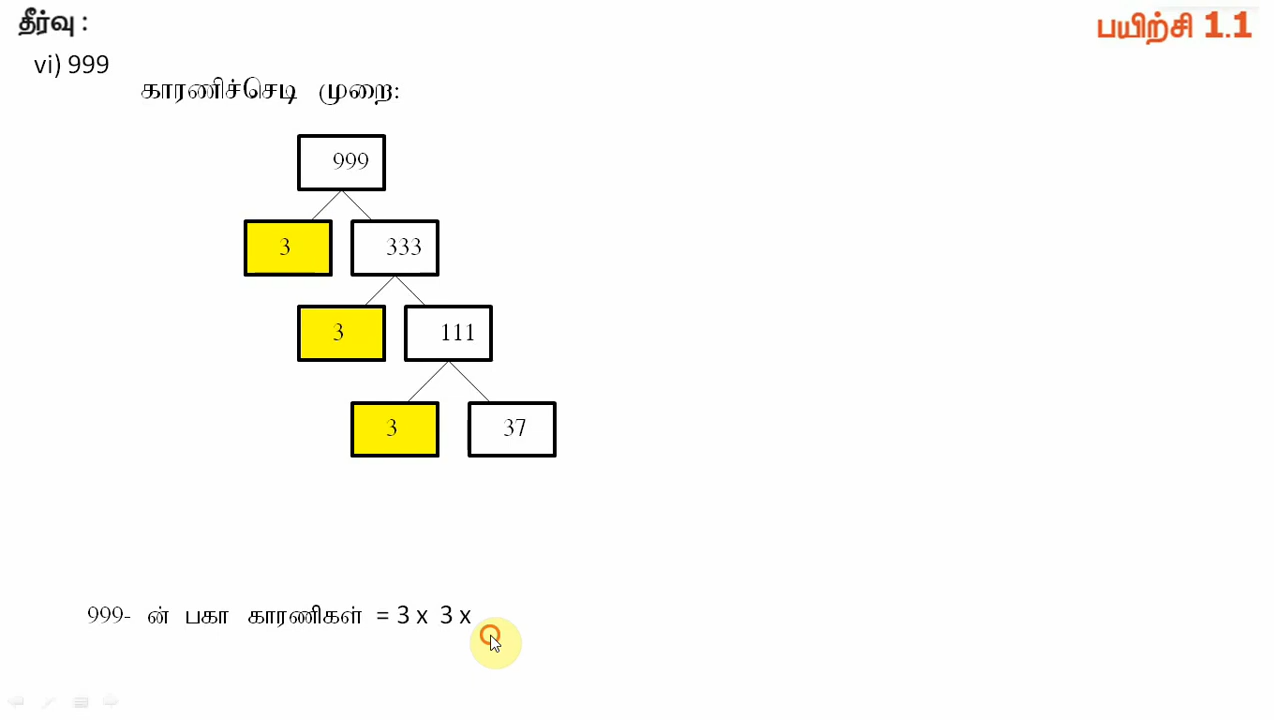 தீர்வு :
பயிற்சி 1.1
vi) 999
காரணிச்செடி முறை:
999
3 333
3 111
3 37
999- ன் பகா காரணிகள் = 3 x 3 x